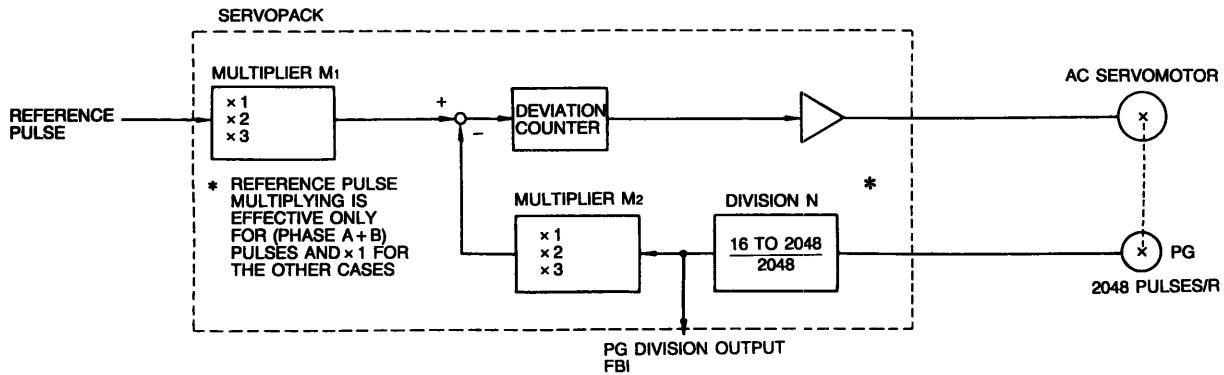 SERVOPACK
MULTIPLIER M1
× 1
× 2
× 3
REFERENCE
PULSE
+
−
DEVIATION
COUNTER
AC SERVOMOTOR
×
* REFERENCE PULSE
MULTIPLYING IS
EFFECTIVE ONLY
FOR (PHASE A + B)
PULSES AND × 1 FOR
THE OTHER CASES
MULTIPLIER M2
× 1
× 2
× 3
DIVISION N
*
16 TO 2048
2048
×
PG
2048 PULSES/R
PG DIVISION OUTPUT
FBI